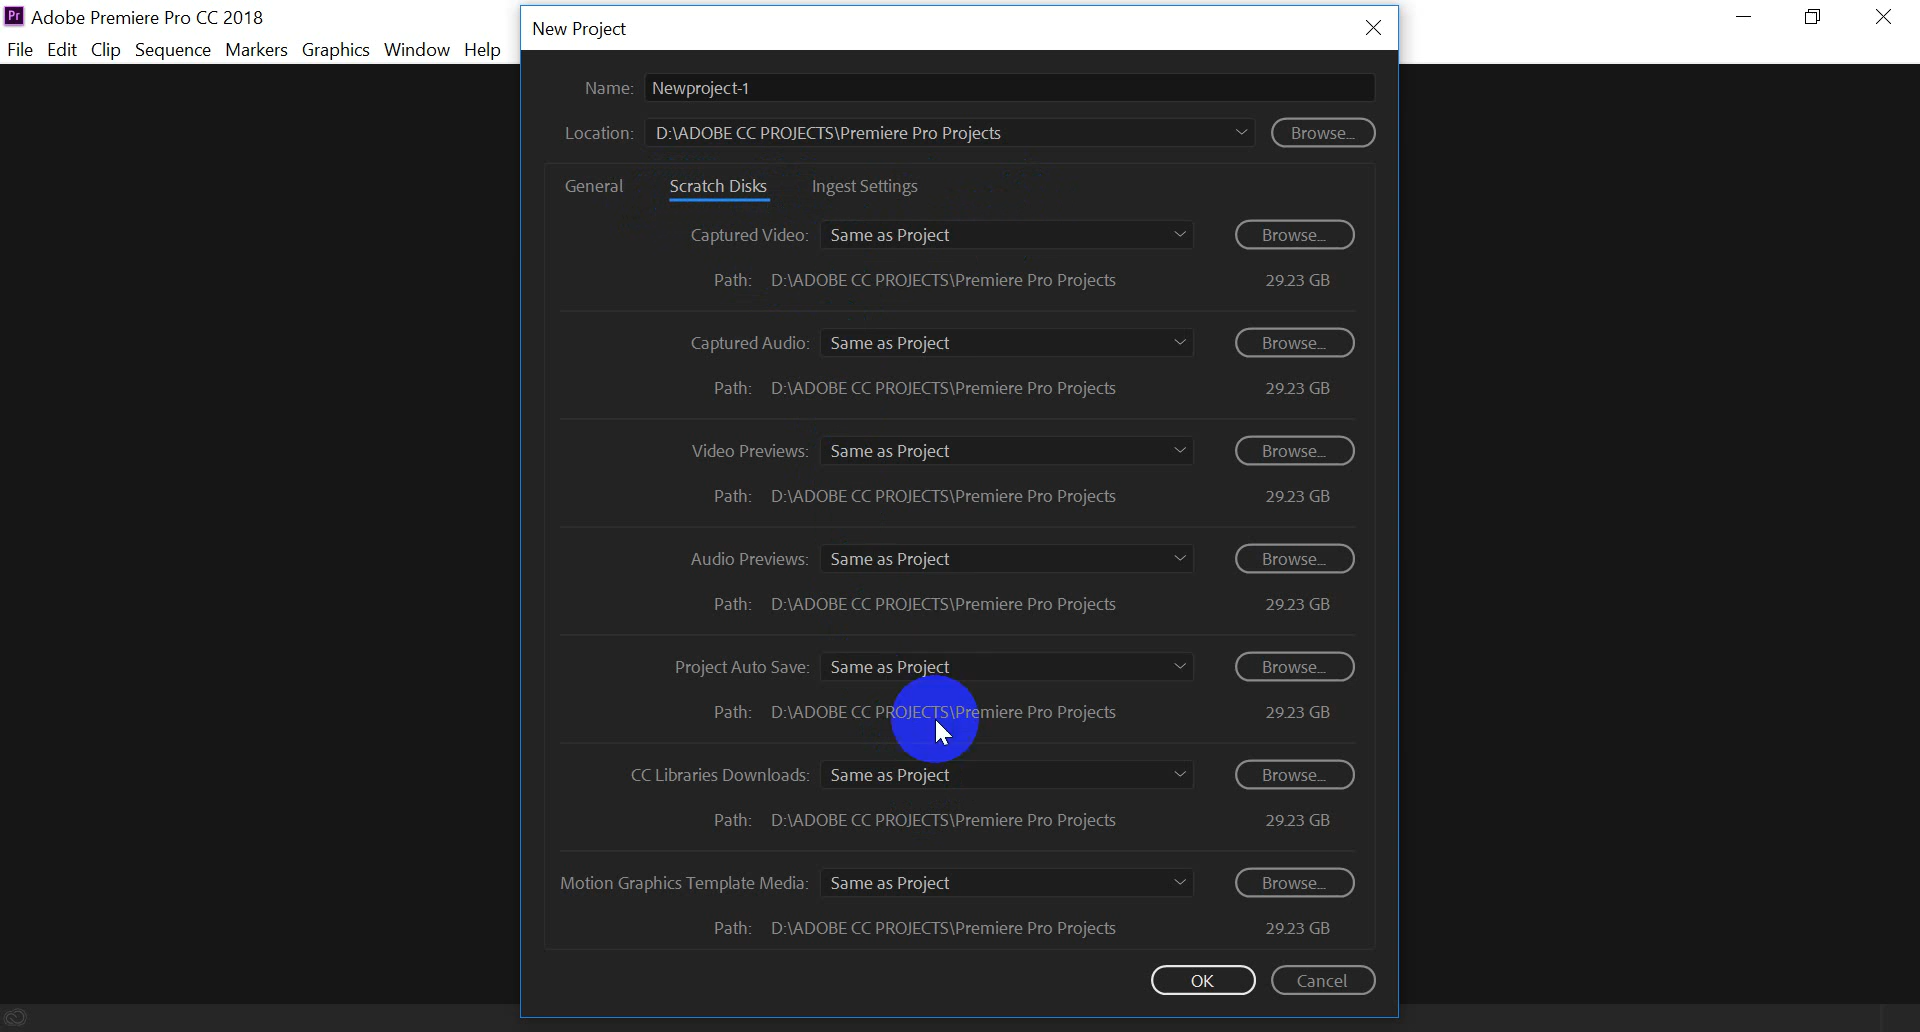 Pr Adobe Premiere Pro CC 2018
File Edit Clip Sequence Markers Graphics Window Help
New Project
Name: Newproject-1
Location: D:\ADOBE CC PROJECTS\Premiere Pro Projects Browse...
General Scratch Disks Ingest Settings
Captured Video: Same as Project Browse...
Path: D:\ADOBE CC PROJECTS\Premiere Pro Projects 29.23 GB
Captured Audio: Same as Project Browse...
Path: D:\ADOBE CC PROJECTS\Premiere Pro Projects 29.23 GB
Video Previews: Same as Project Browse...
Path: D:\ADOBE CC PROJECTS\Premiere Pro Projects 29.23 GB
Audio Previews: Same as Project Browse...
Path: D:\ADOBE CC PROJECTS\Premiere Pro Projects 29.23 GB
Project Auto Save: Same as Project Browse...
Path: D:\ADOBE CC PROJECTS\Premiere Pro Projects 29.23 GB
CC Libraries Downloads: Same as Project Browse...
Path: D:\ADOBE CC PROJECTS\Premiere Pro Projects 29.23 GB
Motion Graphics Template Media: Same as Project Browse...
Path: D:\ADOBE CC PROJECTS\Premiere Pro Projects 29.23 GB
OK Cancel